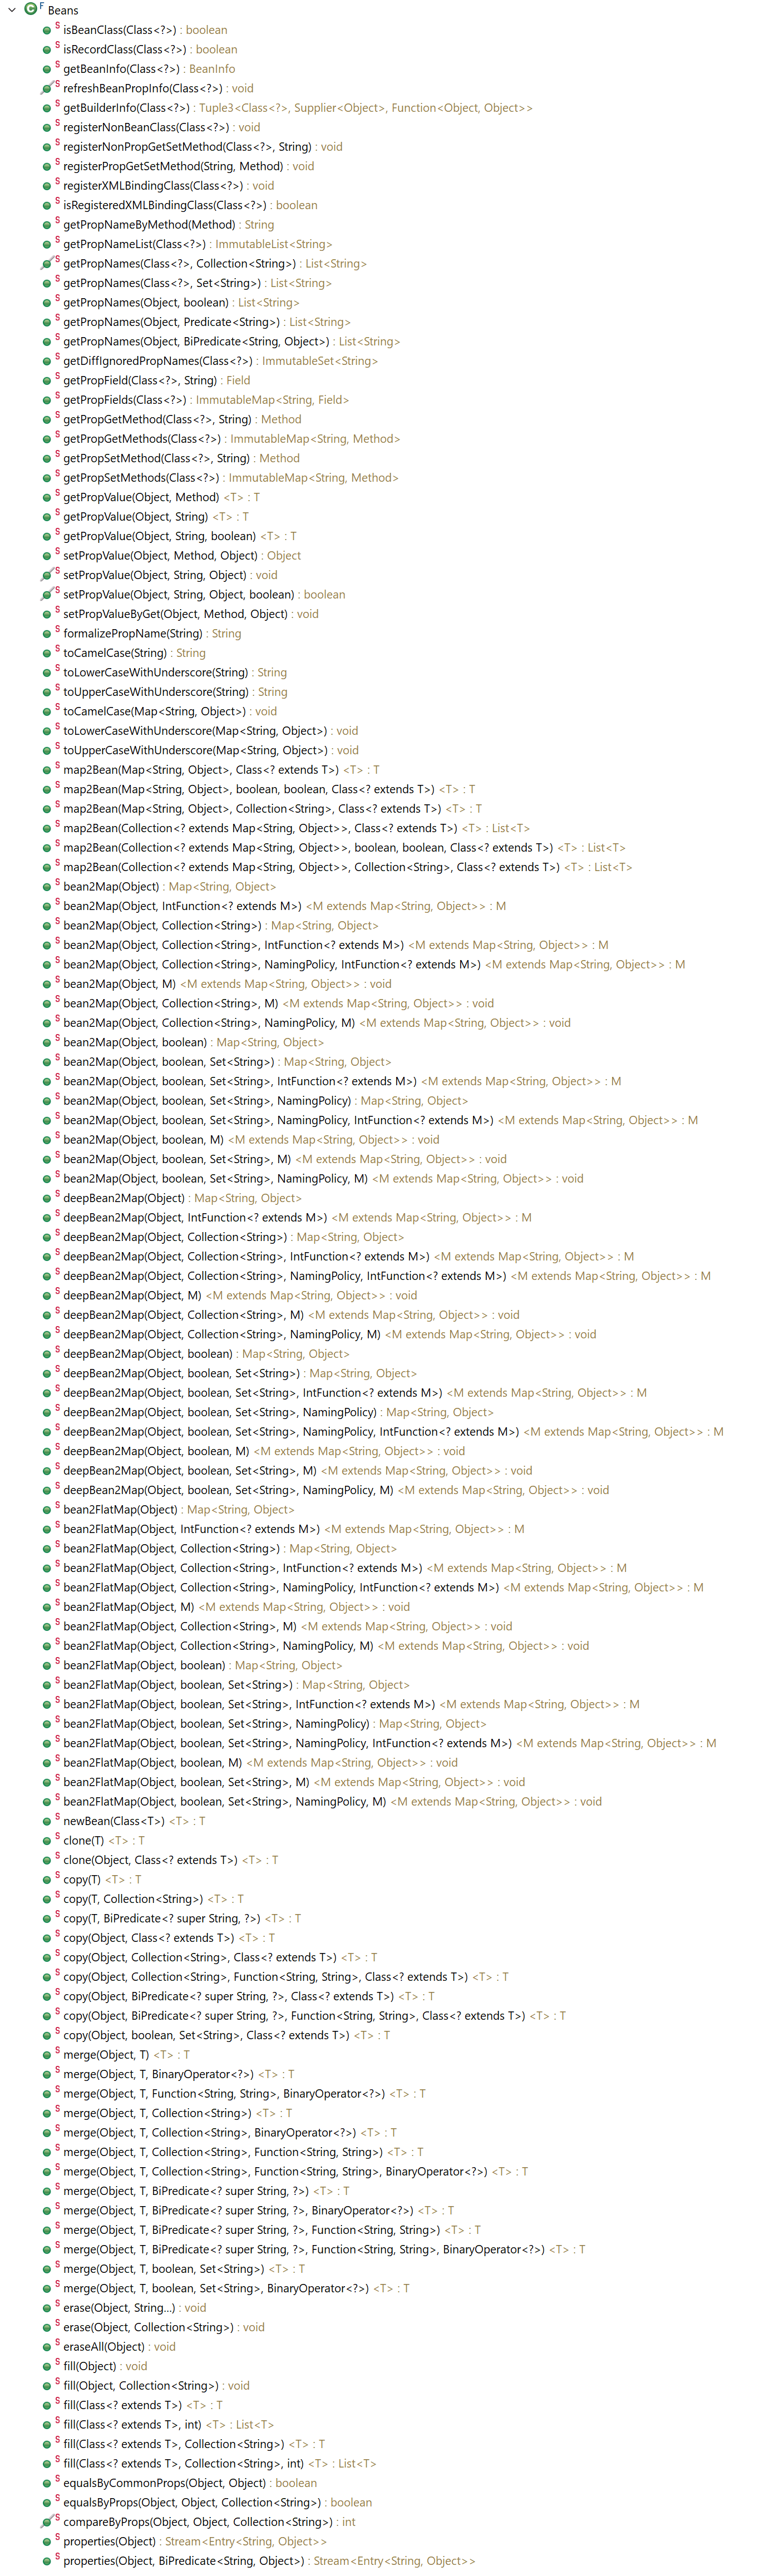 Beans
isBeanClass(Class<?>) : boolean
isRecordClass(Class<?>) : boolean
getBeanInfo(Class<?>) : BeanInfo
refreshBeanPropInfo(Class<?>) : void
getBuilderInfo(Class<?>) : Tuple3<Class<?>, Supplier<Object>, Function<Object, Object>>
registerNonBeanClass(Class<?>) : void
registerNonPropGetSetMethod(Class<?>, String) : void
registerPropGetSetMethod(String, Method) : void
registerXMLBindingClass(Class<?>) : void
isRegisteredXMLBindingClass(Class<?>) : boolean
getPropNameByMethod(Method) : String
getPropNameList(Class<?>) : ImmutableList<String>
getPropNames(Class<?>, Collection<String>) : List<String>
getPropNames(Class<?>, Set<String>) : List<String>
getPropNames(Object, boolean) : List<String>
getPropNames(Object, Predicate<String>) : List<String>
getPropNames(Object, BiPredicate<String, Object>) : List<String>
getDiffIgnoredPropNames(Class<?>) : ImmutableSet<String>
getPropField(Class<?>, String) : Field
getPropFields(Class<?>) : ImmutableMap<String, Field>
getPropGetMethod(Class<?>, String) : Method
getPropGetMethods(Class<?>) : ImmutableMap<String, Method>
getPropSetMethod(Class<?>, String) : Method
getPropSetMethods(Class<?>) : ImmutableMap<String, Method>
getPropValue(Object, Method) <T> : T
getPropValue(Object, String) <T> : T
getPropValue(Object, String, boolean) <T> : T
setPropValue(Object, Method, Object) : Object
setPropValue(Object, String, Object) : void
setPropValue(Object, String, Object, boolean) : boolean
setPropValueByGet(Object, Method, Object) : void
formalizePropName(String) : String
toCamelCase(String) : String
toLowerCaseWithUnderscore(String) : String
toUpperCaseWithUnderscore(String) : String
toCamelCase(Map<String, Object>) : void
toLowerCaseWithUnderscore(Map<String, Object>) : void
toUpperCaseWithUnderscore(Map<String, Object>) : void
map2Bean(Map<String, Object>, Class<? extends T>) <T> : T
map2Bean(Map<String, Object>, boolean, boolean, Class<? extends T>) <T> : T
map2Bean(Map<String, Object>, Collection<String>, Class<? extends T>) <T> : T
map2Bean(Collection<? extends Map<String, Object>>, Class<? extends T>) <T> : List<T>
map2Bean(Collection<? extends Map<String, Object>>, boolean, boolean, Class<? extends T>) <T> : List<T>
map2Bean(Collection<? extends Map<String, Object>>, Collection<String>, Class<? extends T>) <T> : List<T>
bean2Map(Object) : Map<String, Object>
bean2Map(Object, IntFunction<? extends M>) <M extends Map<String, Object>> : M
bean2Map(Object, Collection<String>) : Map<String, Object>
bean2Map(Object, Collection<String>, IntFunction<? extends M>) <M extends Map<String, Object>> : M
bean2Map(Object, Collection<String>, NamingPolicy, IntFunction<? extends M>) <M extends Map<String, Object>> : M
bean2Map(Object, M) <M extends Map<String, Object>> : void
bean2Map(Object, Collection<String>, M) <M extends Map<String, Object>> : void
bean2Map(Object, Collection<String>, NamingPolicy, M) <M extends Map<String, Object>> : void
bean2Map(Object, boolean) : Map<String, Object>
bean2Map(Object, boolean, Set<String>) : Map<String, Object>
bean2Map(Object, boolean, Set<String>, IntFunction<? extends M>) <M extends Map<String, Object>> : M
bean2Map(Object, boolean, Set<String>, NamingPolicy) : Map<String, Object>
bean2Map(Object, boolean, Set<String>, NamingPolicy, IntFunction<? extends M>) <M extends Map<String, Object>> : M
bean2Map(Object, boolean, M) <M extends Map<String, Object>> : void
bean2Map(Object, boolean, Set<String>, M) <M extends Map<String, Object>> : void
bean2Map(Object, boolean, Set<String>, NamingPolicy, M) <M extends Map<String, Object>> : void
deepBean2Map(Object) : Map<String, Object>
deepBean2Map(Object, IntFunction<? extends M>) <M extends Map<String, Object>> : M
deepBean2Map(Object, Collection<String>) : Map<String, Object>
deepBean2Map(Object, Collection<String>, IntFunction<? extends M>) <M extends Map<String, Object>> : M
deepBean2Map(Object, Collection<String>, NamingPolicy, IntFunction<? extends M>) <M extends Map<String, Object>> : M
deepBean2Map(Object, M) <M extends Map<String, Object>> : void
deepBean2Map(Object, Collection<String>, M) <M extends Map<String, Object>> : void
deepBean2Map(Object, Collection<String>, NamingPolicy, M) <M extends Map<String, Object>> : void
deepBean2Map(Object, boolean) : Map<String, Object>
deepBean2Map(Object, boolean, Set<String>) : Map<String, Object>
deepBean2Map(Object, boolean, Set<String>, IntFunction<? extends M>) <M extends Map<String, Object>> : M
deepBean2Map(Object, boolean, Set<String>, NamingPolicy) : Map<String, Object>
deepBean2Map(Object, boolean, Set<String>, NamingPolicy, IntFunction<? extends M>) <M extends Map<String, Object>> : M
deepBean2Map(Object, boolean, M) <M extends Map<String, Object>> : void
deepBean2Map(Object, boolean, Set<String>, M) <M extends Map<String, Object>> : void
deepBean2Map(Object, boolean, Set<String>, NamingPolicy, M) <M extends Map<String, Object>> : void
bean2FlatMap(Object) : Map<String, Object>
bean2FlatMap(Object, IntFunction<? extends M>) <M extends Map<String, Object>> : M
bean2FlatMap(Object, Collection<String>) : Map<String, Object>
bean2FlatMap(Object, Collection<String>, IntFunction<? extends M>) <M extends Map<String, Object>> : M
bean2FlatMap(Object, Collection<String>, NamingPolicy, IntFunction<? extends M>) <M extends Map<String, Object>> : M
bean2FlatMap(Object, M) <M extends Map<String, Object>> : void
bean2FlatMap(Object, Collection<String>, M) <M extends Map<String, Object>> : void
bean2FlatMap(Object, Collection<String>, NamingPolicy, M) <M extends Map<String, Object>> : void
bean2FlatMap(Object, boolean) : Map<String, Object>
bean2FlatMap(Object, boolean, Set<String>) : Map<String, Object>
bean2FlatMap(Object, boolean, Set<String>, IntFunction<? extends M>) <M extends Map<String, Object>> : M
bean2FlatMap(Object, boolean, Set<String>, NamingPolicy) : Map<String, Object>
bean2FlatMap(Object, boolean, Set<String>, NamingPolicy, IntFunction<? extends M>) <M extends Map<String, Object>> : M
bean2FlatMap(Object, boolean, M) <M extends Map<String, Object>> : void
bean2FlatMap(Object, boolean, Set<String>, M) <M extends Map<String, Object>> : void
bean2FlatMap(Object, boolean, Set<String>, NamingPolicy, M) <M extends Map<String, Object>> : void
newBean(Class<T>) <T> : T
clone(T) <T> : T
clone(Object, Class<? extends T>) <T> : T
copy(T) <T> : T
copy(T, Collection<String>) <T> : T
copy(T, BiPredicate<? super String, ?>) <T> : T
copy(Object, Class<? extends T>) <T> : T
copy(Object, Collection<String>, Class<? extends T>) <T> : T
copy(Object, Collection<String>, Function<String, String>, Class<? extends T>) <T> : T
copy(Object, BiPredicate<? super String, ?>, Class<? extends T>) <T> : T
copy(Object, BiPredicate<? super String, ?>, Function<String, String>, Class<? extends T>) <T> : T
copy(Object, boolean, Set<String>, Class<? extends T>) <T> : T
merge(Object, T) <T> : T
merge(Object, T, BinaryOperator<?>) <T> : T
merge(Object, T, Function<String, String>, BinaryOperator<?>) <T> : T
merge(Object, T, Collection<String>) <T> : T
merge(Object, T, Collection<String>, BinaryOperator<?>) <T> : T
merge(Object, T, Collection<String>, Function<String, String>) <T> : T
merge(Object, T, Collection<String>, Function<String, String>, BinaryOperator<?>) <T> : T
merge(Object, T, BiPredicate<? super String, ?>) <T> : T
merge(Object, T, BiPredicate<? super String, ?>, BinaryOperator<?>) <T> : T
merge(Object, T, BiPredicate<? super String, ?>, Function<String, String>) <T> : T
merge(Object, T, BiPredicate<? super String, ?>, Function<String, String>, BinaryOperator<?>) <T> : T
merge(Object, T, boolean, Set<String>) <T> : T
merge(Object, T, boolean, Set<String>, BinaryOperator<?>) <T> : T
erase(Object, String...) : void
erase(Object, Collection<String>) : void
eraseAll(Object) : void
fill(Object) : void
fill(Object, Collection<String>) : void
fill(Class<? extends T>) <T> : T
fill(Class<? extends T>, int) <T> : List<T>
fill(Class<? extends T>, Collection<String>) <T> : T
fill(Class<? extends T>, Collection<String>, int) <T> : List<T>
equalsByCommonProps(Object, Object) : boolean
equalsByProps(Object, Object, Collection<String>) : boolean
compareByProps(Object, Object, Collection<String>) : int
properties(Object) : Stream<Entry<String, Object>>
properties(Object, BiPredicate<String, Object>) : Stream<Entry<String, Object>>